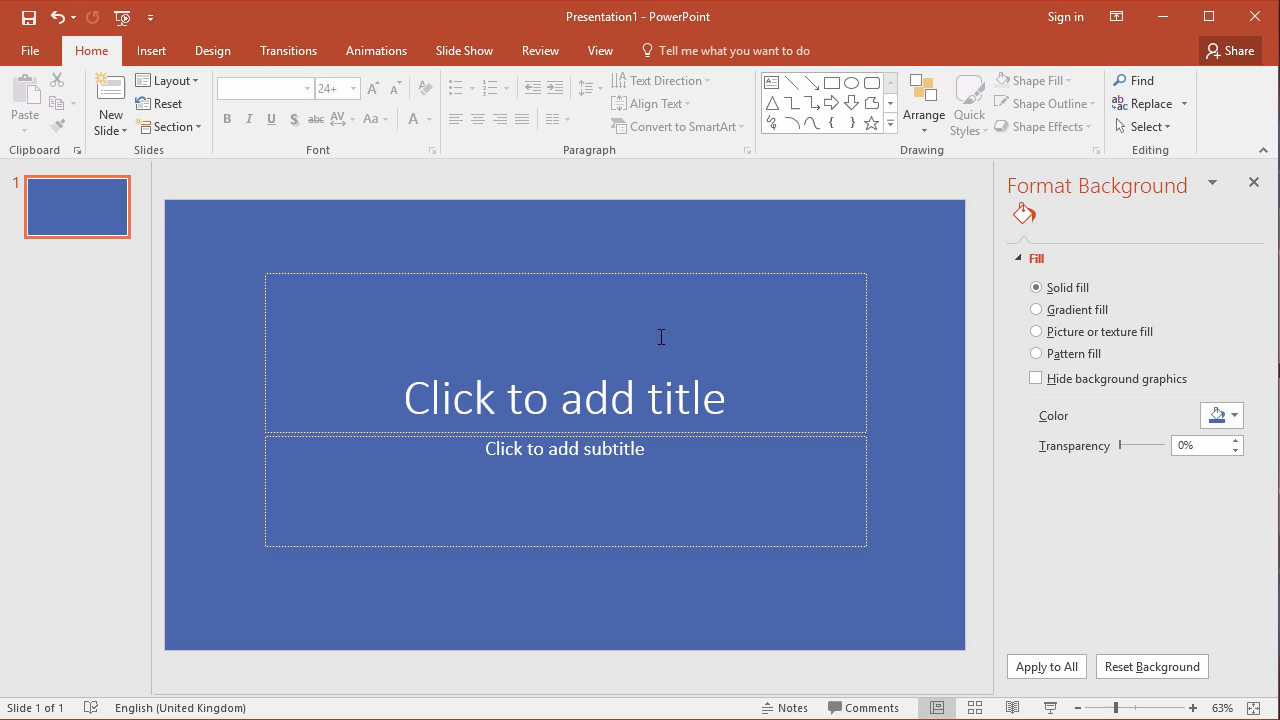 Presentation1 - PowerPoint
Sign in
File Home Insert Design Transitions Animations Slide Show Review View Tell me what you want to do Share
Paste
New Slide
Layout
Reset
Section
24+
B I U S abc AV Aa A
Text Direction
Align Text
Convert to SmartArt
Arrange
Quick Styles
Shape Fill
Shape Outline
Shape Effects
Find
Replace
Select
Clipboard Slides Font Paragraph Drawing Editing
1
Click to add title
Click to add subtitle
Format Background
Fill
Solid fill
Gradient fill
Picture or texture fill
Pattern fill
Hide background graphics
Color
Transparency 0%
Apply to All Reset Background
Slide 1 of 1 English (United Kingdom) Notes Comments 63%